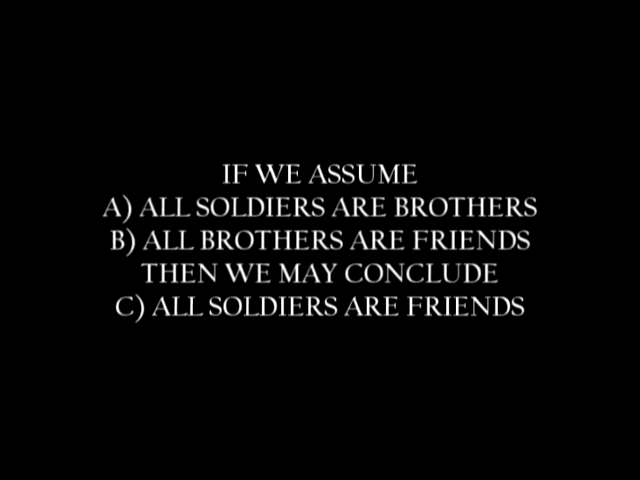 IF WE ASSUME
A) ALL SOLDIERS ARE BROTHERS
B) ALL BROTHERS ARE FRIENDS
THEN WE MAY CONCLUDE
C) ALL SOLDIERS ARE FRIENDS